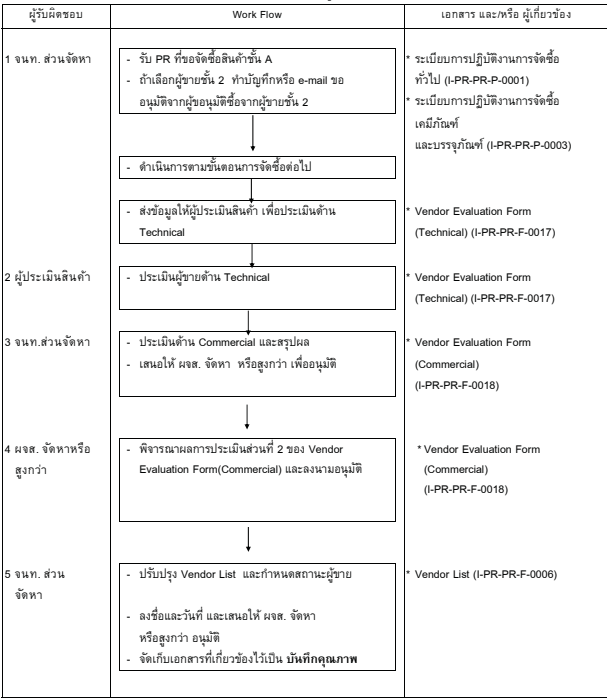 ผู้รับผิดชอบ
Work Flow
เอกสาร และ/หรือ ผู้เกี่ยวข้อง
1 จนท. ส่วนจัดหา
- รับ PR ที่ขอจัดซื้อสินค้าชั้น A
- ถ้าเลือกผู้ขายชั้น 2 ทำบัญทึกหรือ e-mail ขอ
อนุมัติจากผู้ขอนุมัติซื้อจากผู้ขายชั้น 2
* ระเบียบการปฏิบัติงานการจัดซื้อ
ทั่วไป (I-PR-PR-P-0001)
* ระเบียบการปฏิบัติงานการจัดซื้อ
เคมีภัณฑ์
และบรรจุภัณฑ์ (I-PR-PR-P-0003)
- ดำเนินการตามขั้นตอนการจัดซื้อต่อไป
- ส่งข้อมูลให้ผู้ประเมินสินค้า เพื่อประเมินด้าน
Technical
* Vendor Evaluation Form
(Technical) (I-PR-PR-F-0017)
2 ผู้ประเมินสินค้า
- ประเมินผู้ขายด้าน Technical
* Vendor Evaluation Form
(Technical) (I-PR-PR-F-0017)
3 จนท.ส่วนจัดหา
- ประเมินด้าน Commercial และสรุปผล
- เสนอให้ ผจส. จัดหา หรือสูงกว่า เพื่ออนุมัติ
* Vendor Evaluation Form
(Commercial)
(I-PR-PR-F-0018)
4 ผจส. จัดหาหรือ
สูงกว่า
- พิจารณาผลการประเมินส่วนที่ 2 ของ Vendor
Evaluation Form(Commercial) และลงนามอนุมัติ
* Vendor Evaluation Form
(Commercial)
(I-PR-PR-F-0018)
5 จนท. ส่วน
จัดหา
- ปรับปรุง Vendor List และกำหนดสถานะผู้ขาย
- ลงชื่อและวันที่ และเสนอให้ ผจส. จัดหา
หรือสูงกว่า อนุมัติ
- จัดเก็บเอกสารที่เกี่ยวข้องไว้เป็น บันทึกคุณภาพ
* Vendor List (I-PR-PR-F-0006)